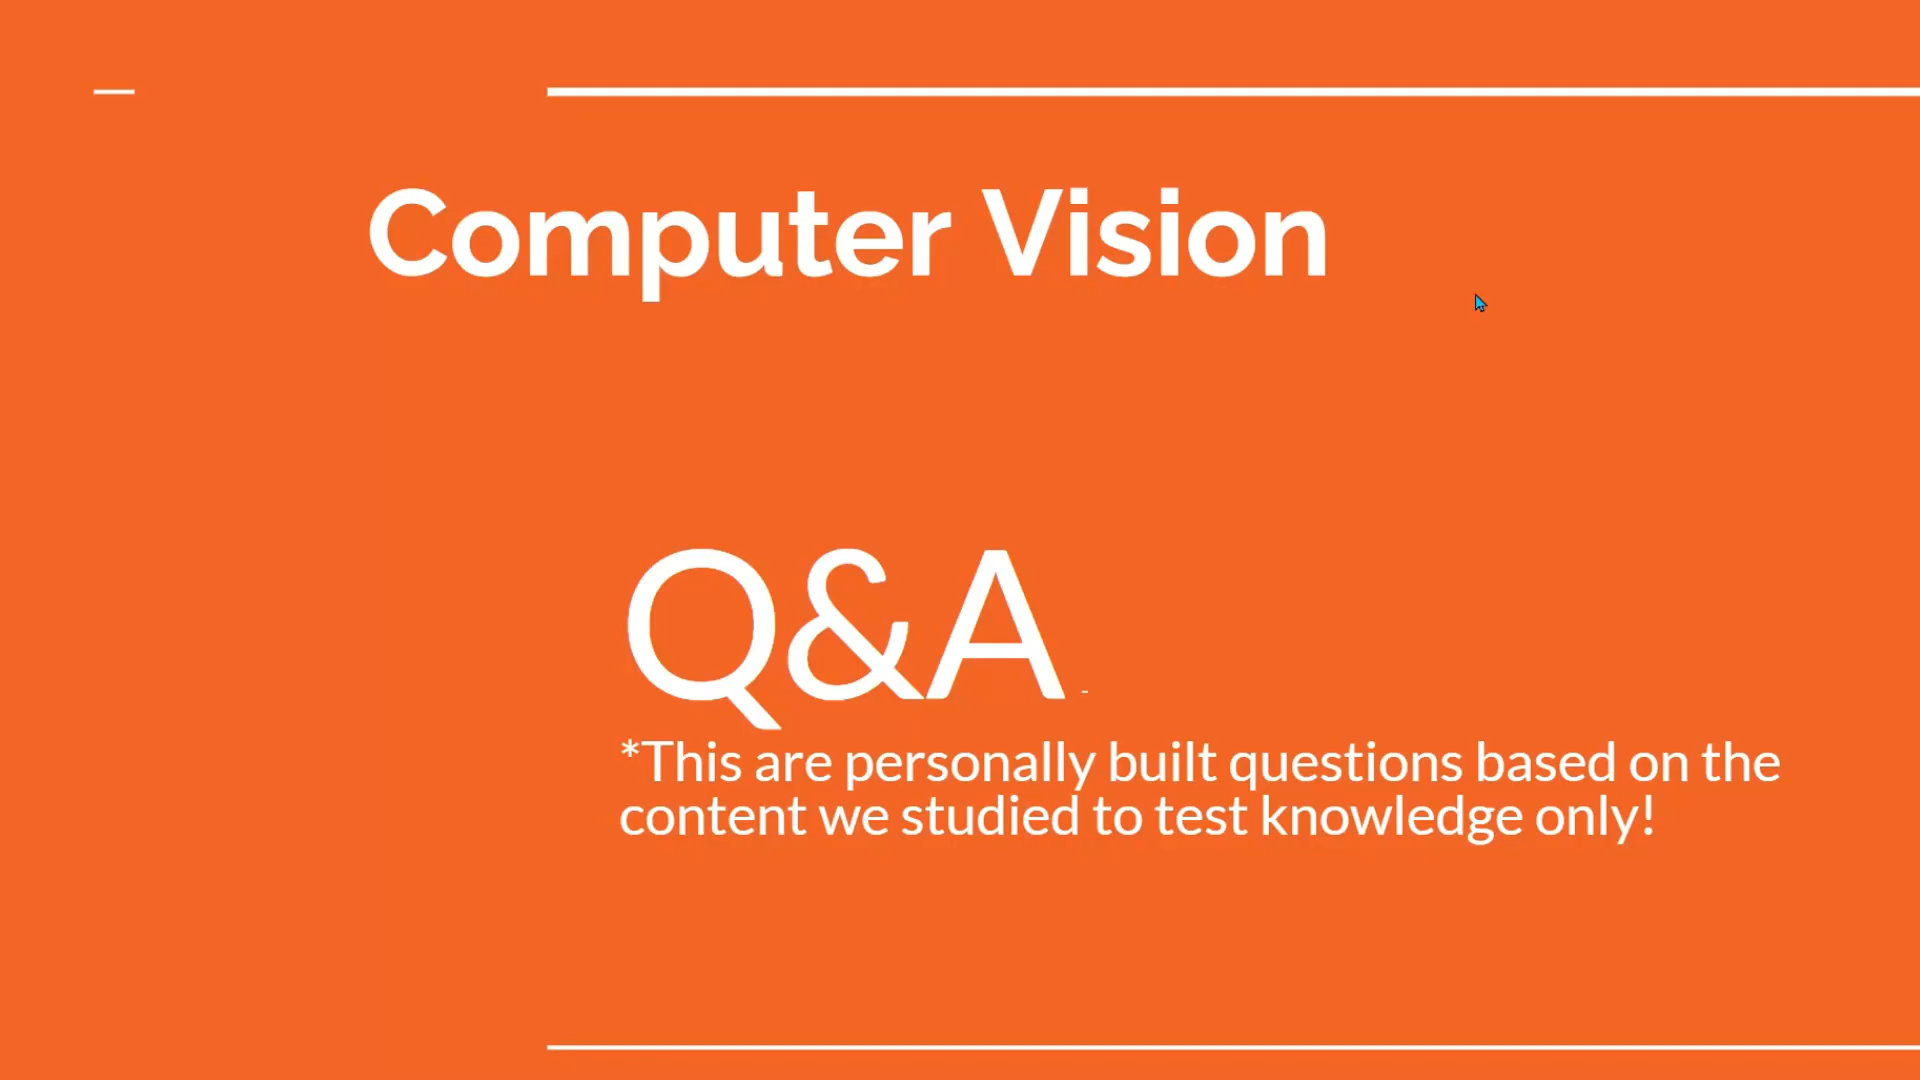 Computer Vision
Q&A -
*This are personally built questions based on the
content we studied to test knowledge only!